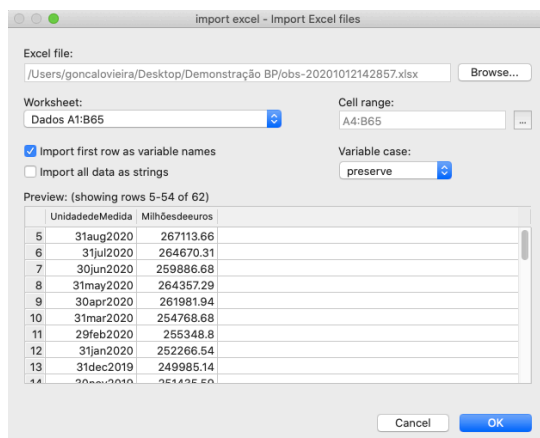 import excel - Import Excel files
Excel file:
/Users/goncalovieira/Desktop/Demonstração BP/obs-20201012142857.xlsx Browse...
Worksheet: Cell range:
Dados A1:B65 A4:B65 ...
Import first row as variable names Variable case:
Import all data as strings preserve
Preview: (showing rows 5-54 of 62)
UnidadedeMedida Milhõesdeeuros
5 31aug2020 267113.66
6 31jul2020 264670.31
7 30jun2020 259886.68
8 31may2020 264357.29
9 30apr2020 261981.94
10 31mar2020 254768.68
11 29feb2020 255348.8
12 31jan2020 252266.54
13 31dec2019 249985.14
14 30nov2019
Cancel OK